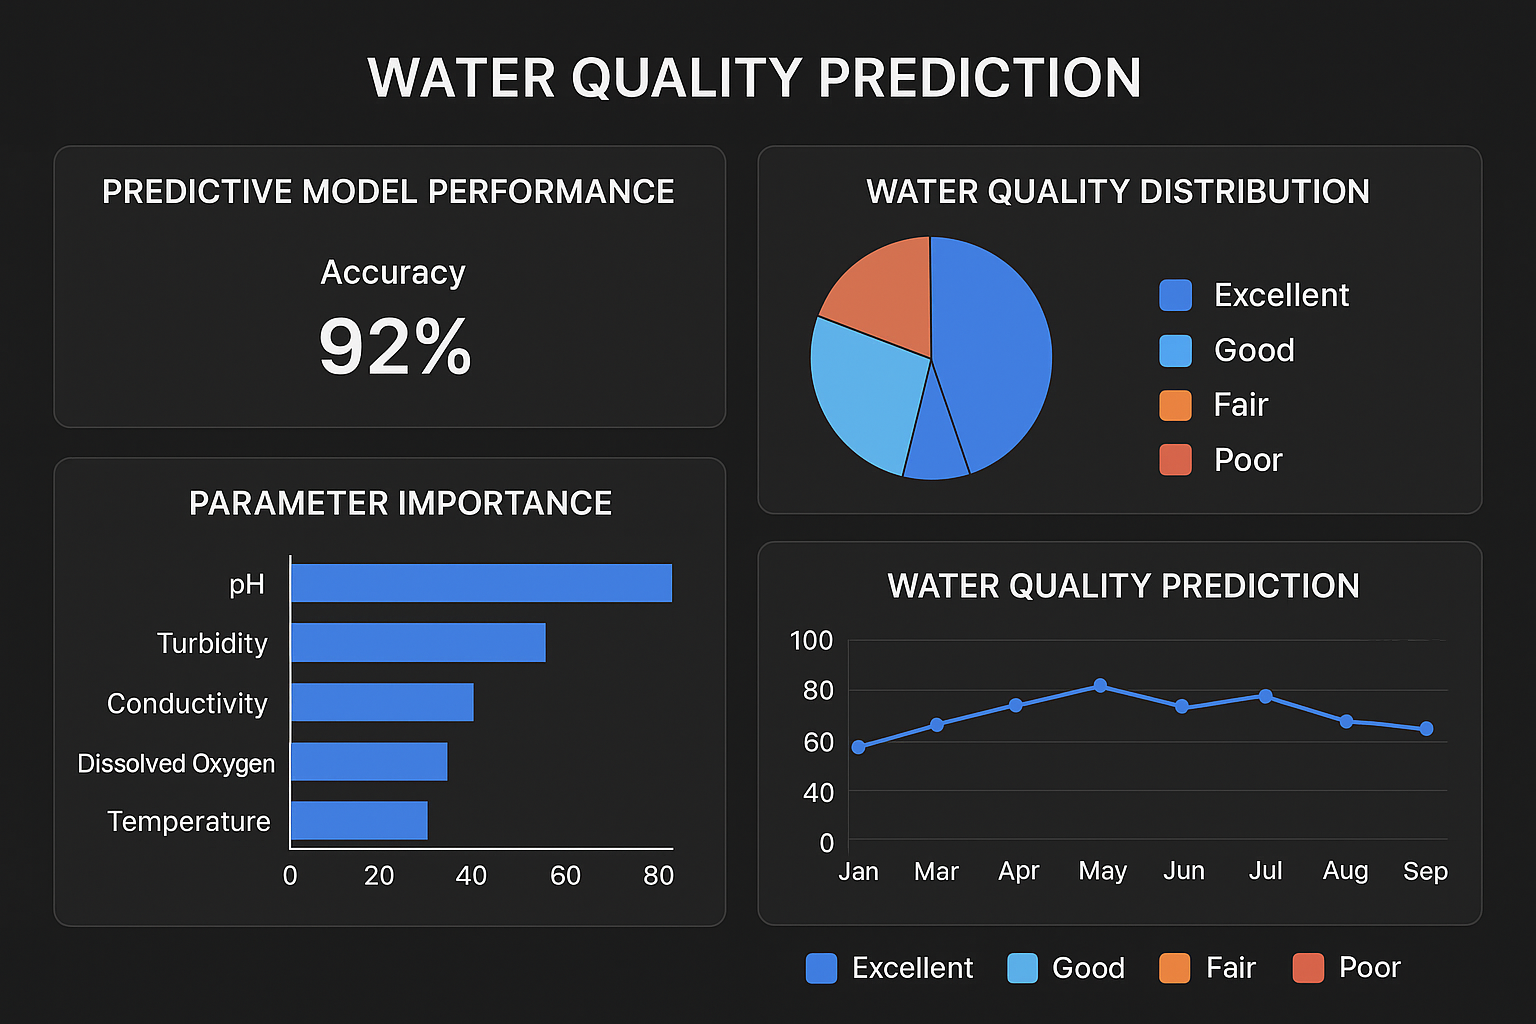 WATER QUALITY PREDICTION
PREDICTIVE MODEL PERFORMANCE
Accuracy
92%
PARAMETER IMPORTANCE
pH
Turbidity
Conductivity
Dissolved Oxygen
Temperature
0 20 40 60 80
WATER QUALITY DISTRIBUTION
Excellent
Good
Fair
Poor
WATER QUALITY PREDICTION
100
80
60
40
0
Jan Mar Apr May Jun Jul Aug Sep
Excellent Good Fair Poor